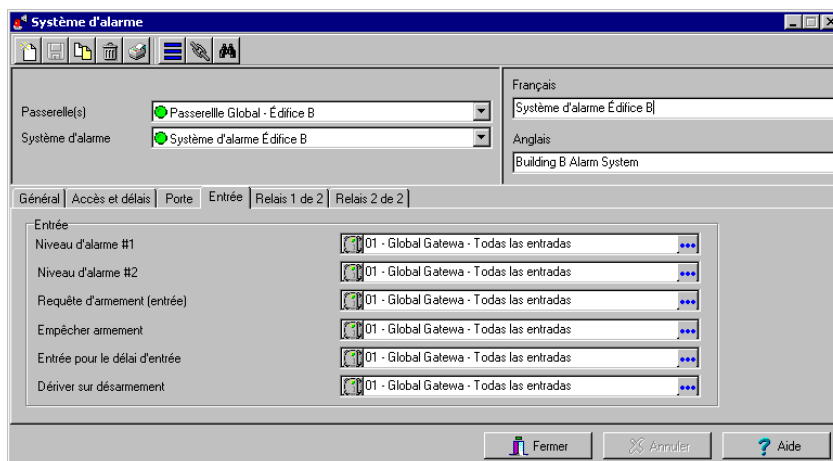 Système d'alarme
Français
Passerelle(s)
Passerellle Global - Édifice B
Système d'alarme Édifice B
Système d'alarme
Système d'alarme Édifice B
Anglais
Building B Alarm System
Général
Accès et délais
Porte
Entrée
Relais 1 de 2
Relais 2 de 2
Entrée
Niveau d'alarme #1
01 - Global Gatewa - Todas las entradas
Niveau d'alarme #2
01 - Global Gatewa - Todas las entradas
Requête d'armement (entrée)
01 - Global Gatewa - Todas las entradas
Empêcher armement
01 - Global Gatewa - Todas las entradas
Entrée pour le délai d'entrée
01 - Global Gatewa - Todas las entradas
Dériver sur désarmement
01 - Global Gatewa - Todas las entradas
Fermer
Annuler
Aide